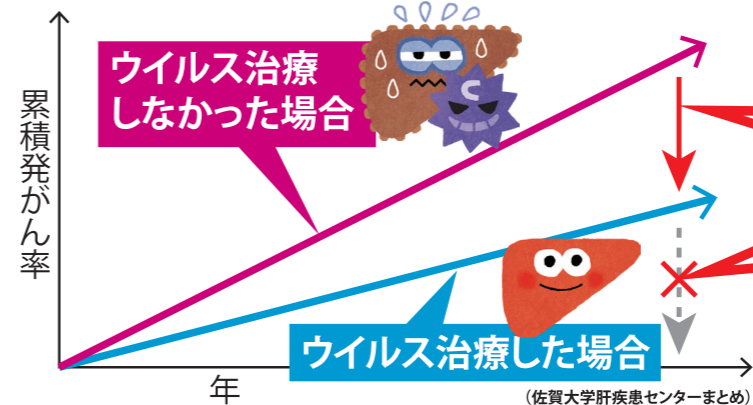 ウイルス治療
しなかった場合
C
累積発がん率
ウイルス治療した場合
年
(佐賀大学肝疾患センターまとめ)